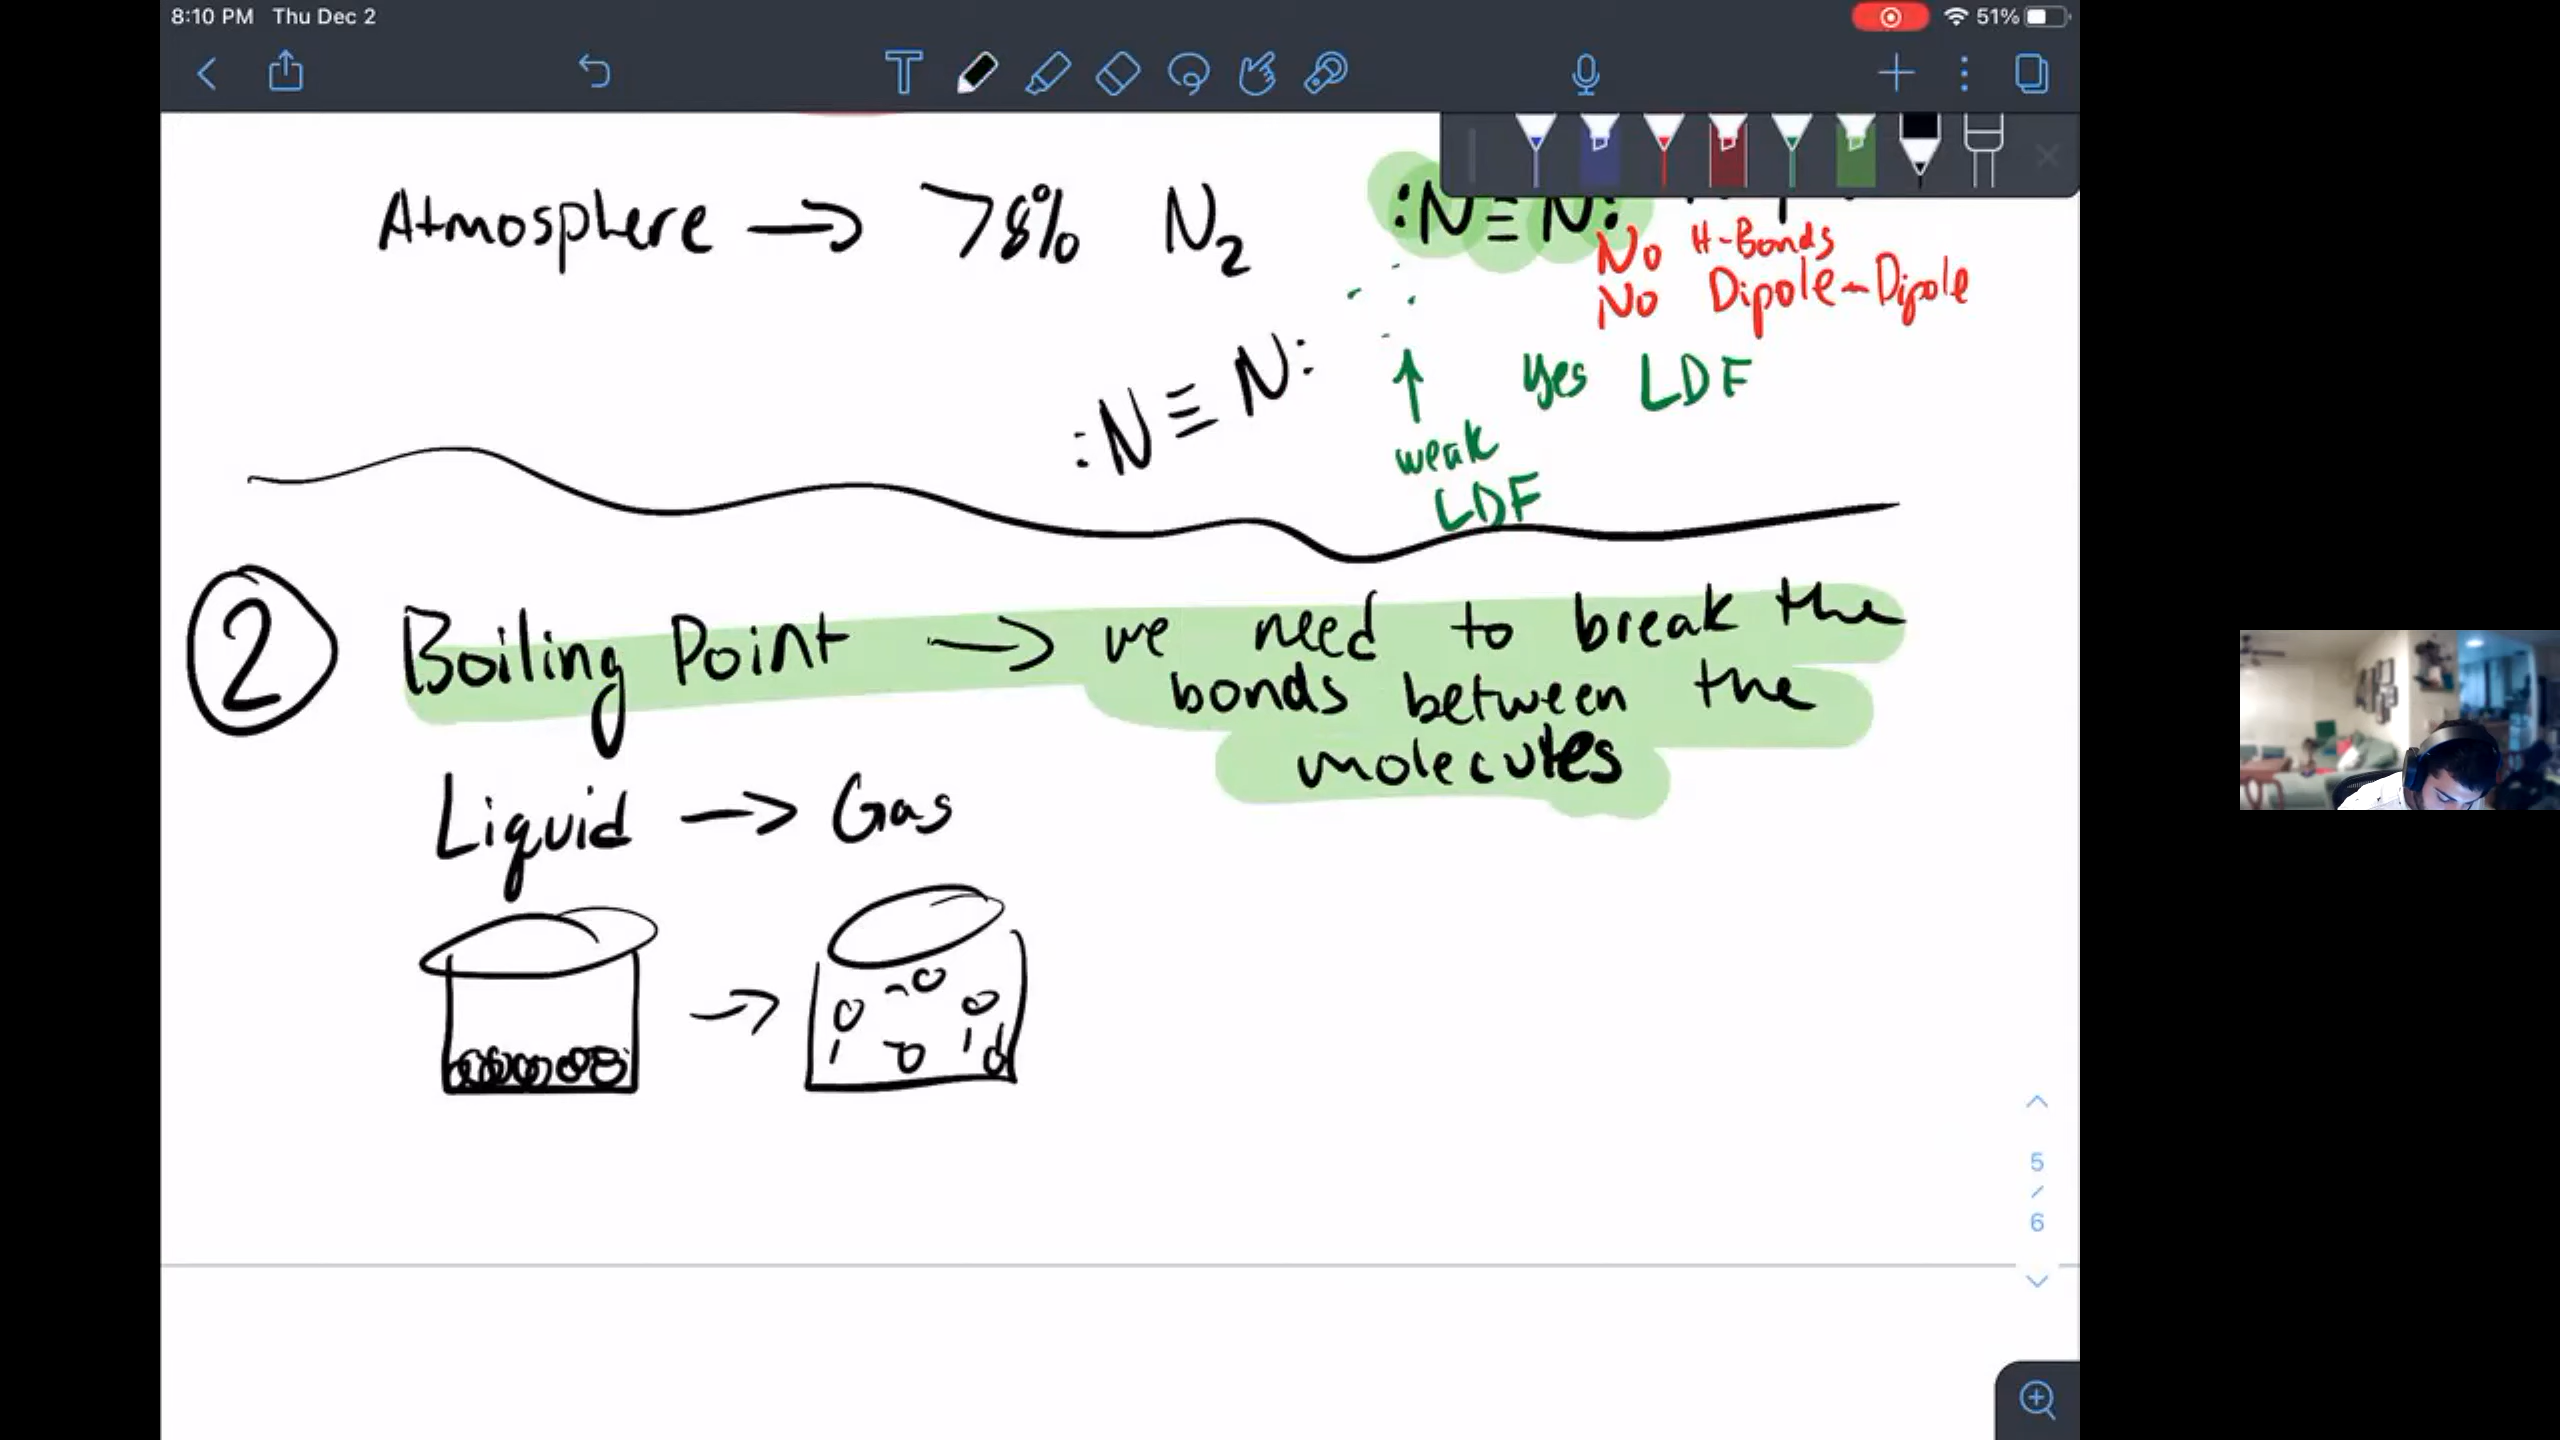 8:10 PM Thu Dec 2
51%
T
Atmosphere → 78% N2 :N≡N:
No H-Bonds
No Dipole-Dipole
:N≡N: Yes LDF
weak
LDF
2 Boiling Point → we need to break the
bonds between the
molecules
Liquid → Gas
5
/
6